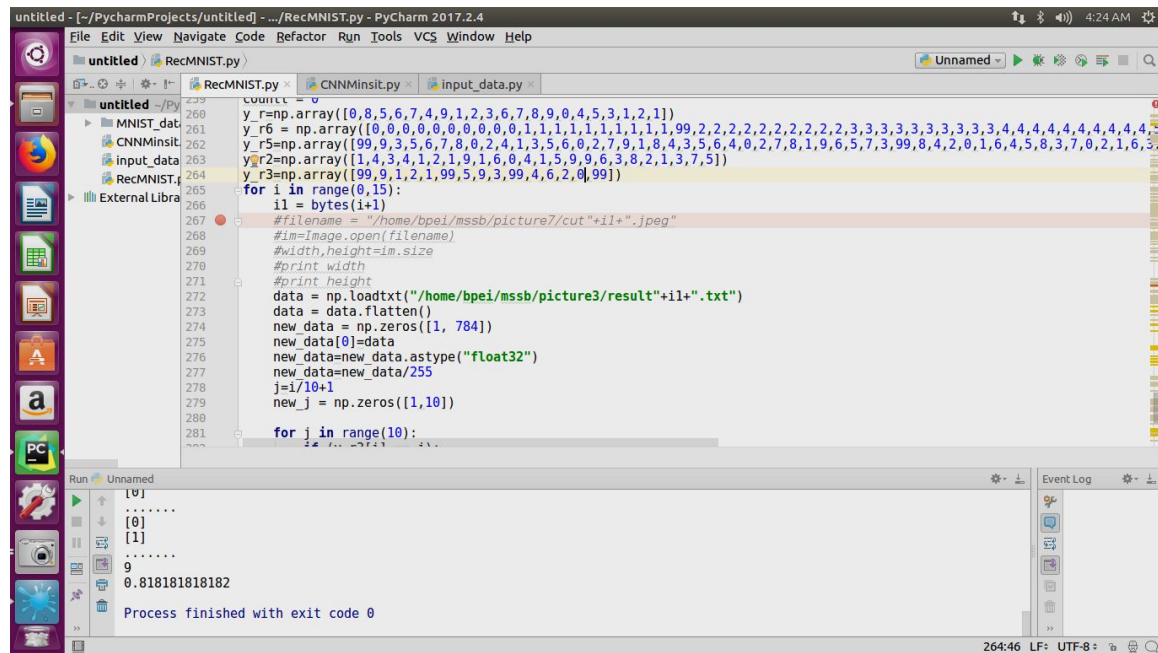 untitled - [~/PycharmProjects/untitled] - .../RecMNIST.py - PyCharm 2017.2.4
4:24 AM
File Edit View Navigate Code Refactor Run Tools VCS Window Help
untitled RecMNIST.py Unnamed
RecMNIST.py CNNMinsit.py input_data.py
untitled ~/Py
MNIST_dat
CNNMinsit.
input_data
RecMNIST.p
External Libra
259 countt = 0
260 y_r=np.array([0,8,5,6,7,4,9,1,2,3,6,7,8,9,0,4,5,3,1,2,1])
261 y_r6 = np.array([0,0,0,0,0,0,0,0,0,0,1,1,1,1,1,1,1,1,1,1,99,2,2,2,2,2,2,2,2,2,2,3,3,3,3,3,3,3,3,3,3,4,4,4,4,4,4,4,4,4,4,
262 y_r5=np.array([99,9,3,5,6,7,8,0,2,4,1,3,5,6,0,2,7,9,1,8,4,3,5,6,4,0,2,7,8,1,9,6,5,7,3,99,8,4,2,0,1,6,4,5,8,3,7,0,2,1,6,3,
263 y_r2=np.array([1,4,3,4,1,2,1,9,1,6,0,4,1,5,9,9,6,3,8,2,1,3,7,5])
264 y_r3=np.array([99,9,1,2,1,99,5,9,3,99,4,6,2,0,99])
265 for i in range(0,15):
266 i1 = bytes(i+1)
267 #filename = "/home/bpei/mssb/picture7/cut"+i1+".jpeg"
268 #im=Image.open(filename)
269 #width,height=im.size
270 #print width
271 #print height
272 data = np.loadtxt("/home/bpei/mssb/picture3/result"+i1+".txt")
273 data = data.flatten()
274 new_data = np.zeros([1, 784])
275 new_data[0]=data
276 new_data=new_data.astype("float32")
277 new_data=new_data/255
278 j=i/10+1
279 new_j = np.zeros([1,10])
280
281 for j in range(10):
Run Unnamed
Event Log
[0]
.......
[0]
[1]
.......
9
0.818181818182
Process finished with exit code 0
264:46 LF UTF-8